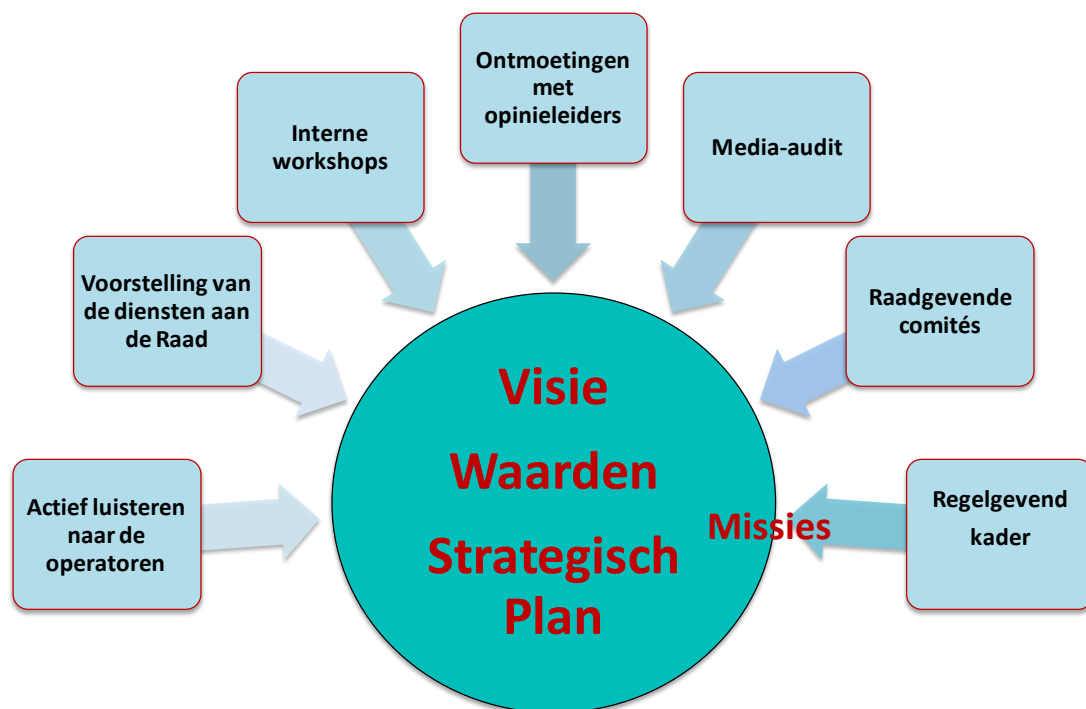 Ontmoetingen
met
opinieleiders
Interne
workshops
Media-audit
Voorstelling van
de diensten aan
de Raad
Raadgevende
comités
Actief luisteren
naar de
operatoren
Regelgevend
kader
Visie
Waarden
Strategisch
Plan
Missies